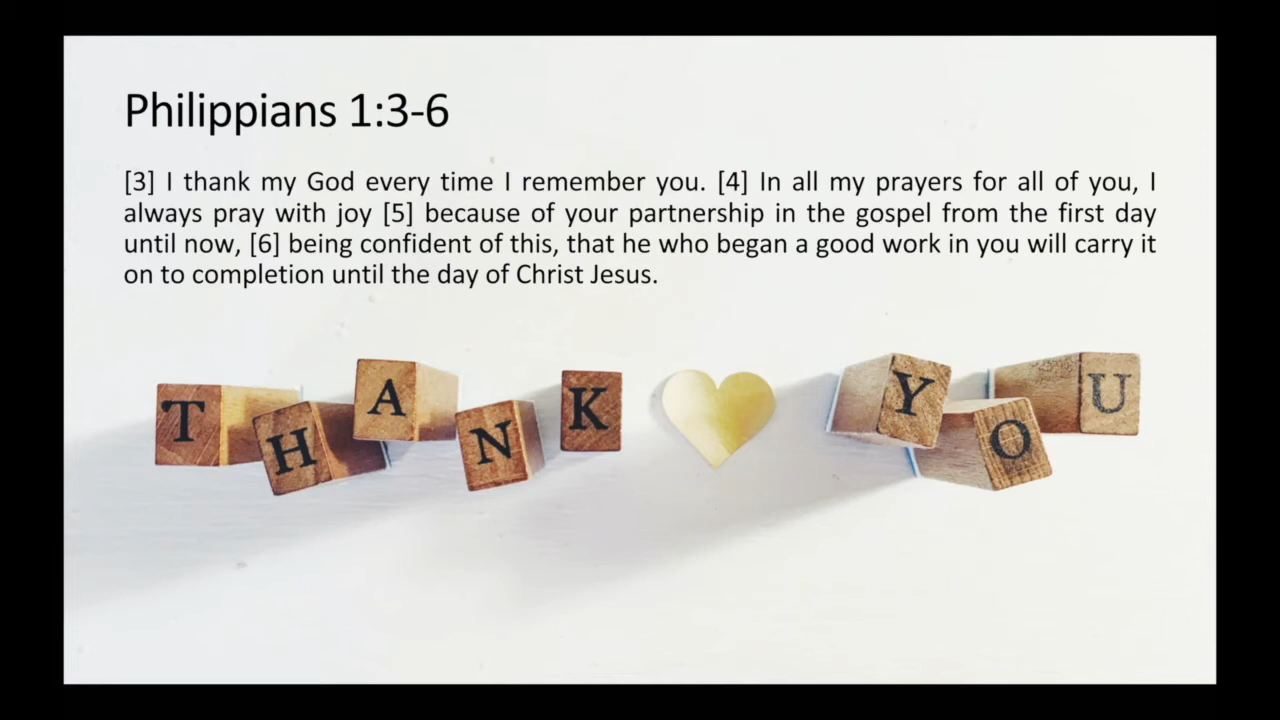 Philippians 1:3-6
[3] I thank my God every time I remember you. [4] In all my prayers for all of you, I
always pray with joy [5] because of your partnership in the gospel from the first day
until now, [6] being confident of this, that he who began a good work in you will carry it
on to completion until the day of Christ Jesus.
THANK YOU